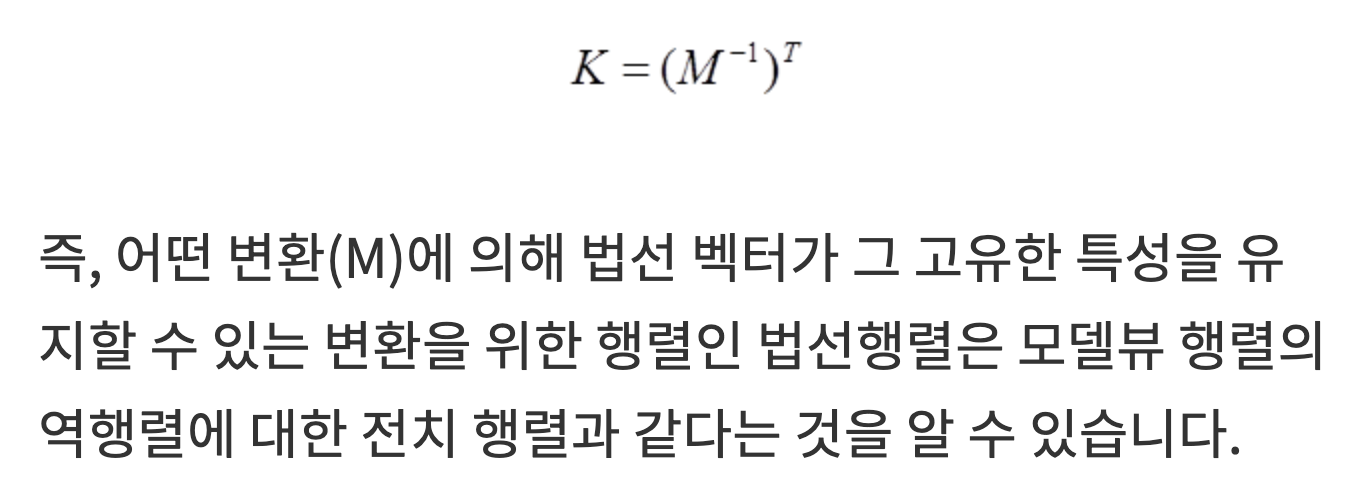 K = (M⁻¹)ᵀ
즉, 어떤 변환(M)에 의해 법선 벡터가 그 고유한 특성을 유
지할 수 있는 변환을 위한 행렬인 법선행렬은 모델뷰 행렬의
역행렬에 대한 전치 행렬과 같다는 것을 알 수 있습니다.